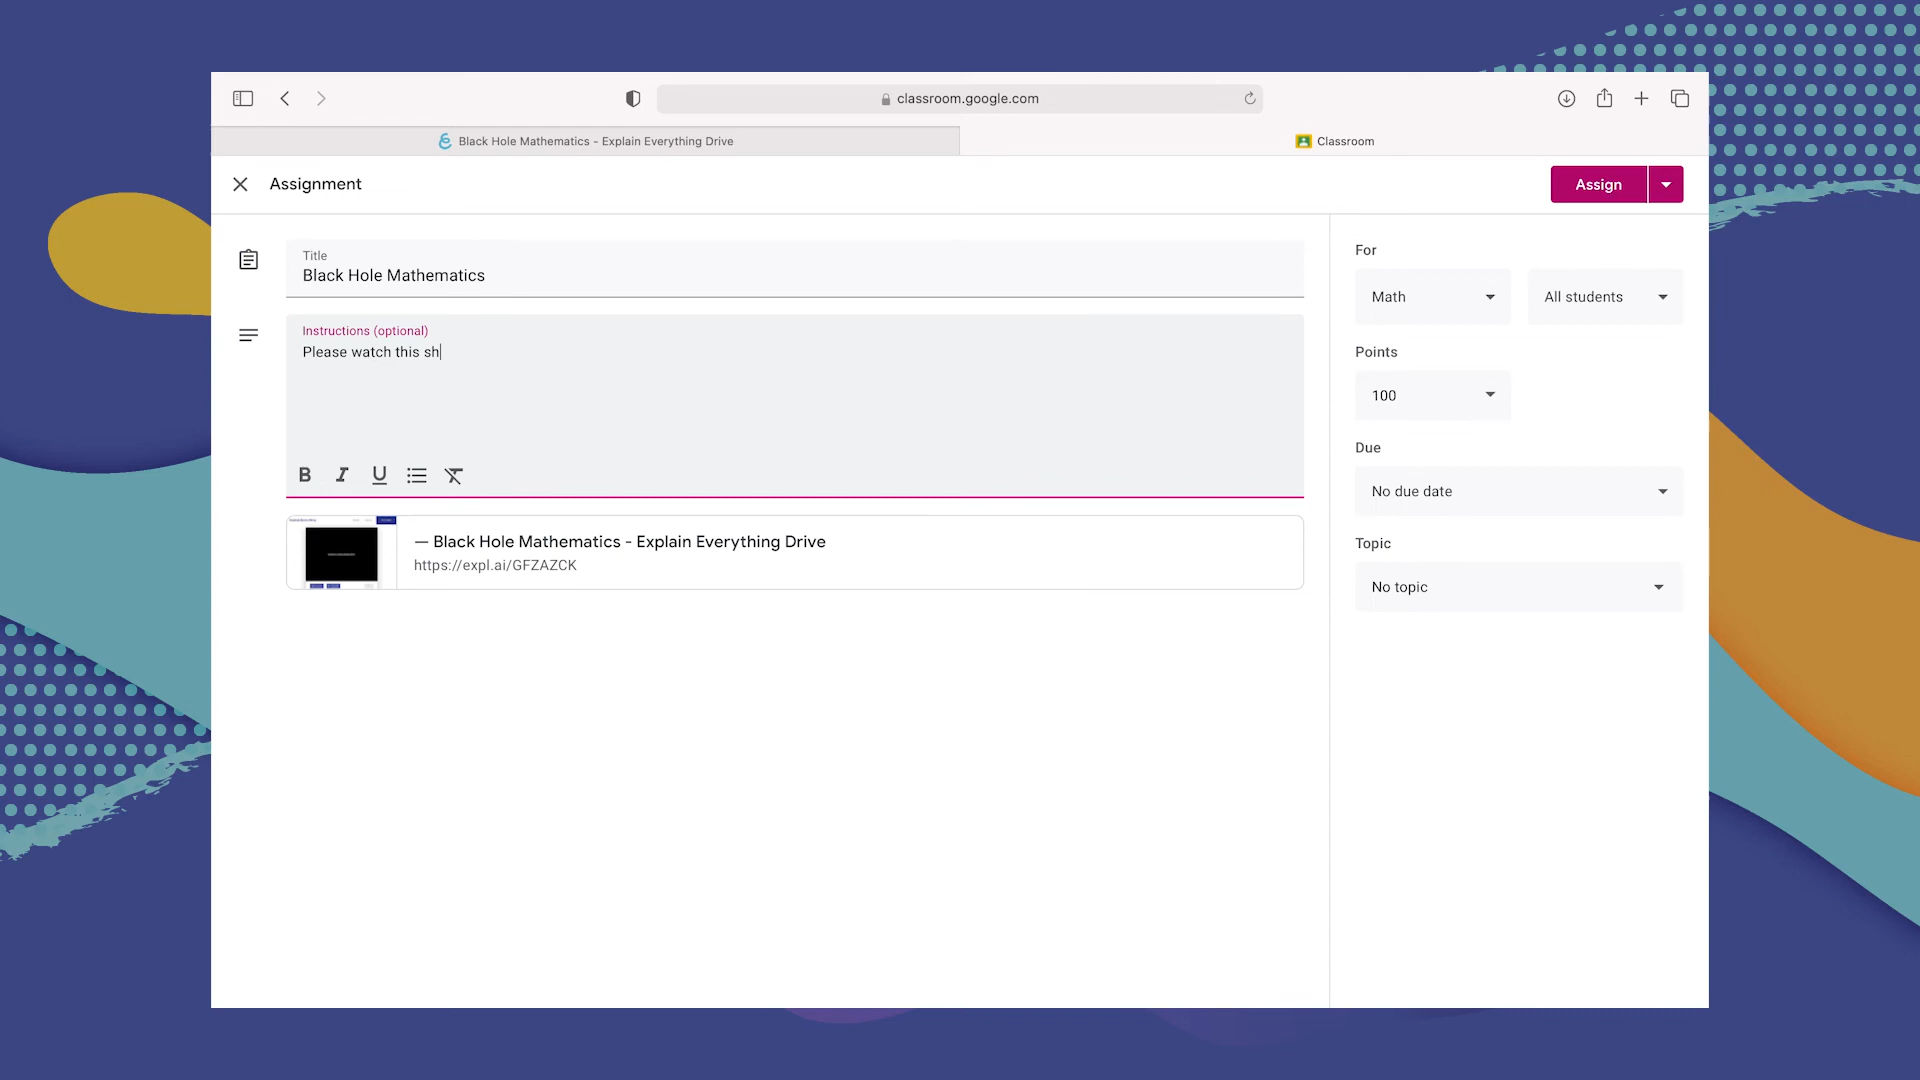 classroom.google.com
Black Hole Mathematics - Explain Everything Drive
Classroom
Assignment
Assign
Title
Black Hole Mathematics
Instructions (optional)
Please watch this sh
B I U
— Black Hole Mathematics - Explain Everything Drive
https://expl.ai/GFZAZCK
For
Math
All students
Points
100
Due
No due date
Topic
No topic